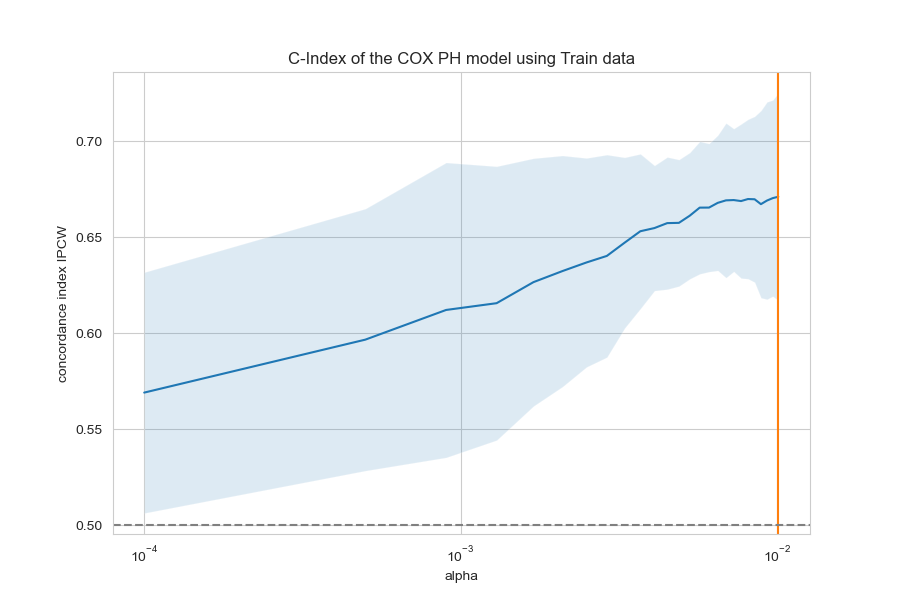 C-Index of the COX PH model using Train data
concordance index IPCW
0.70
0.65
0.60
0.55
0.50
10⁻⁴ 10⁻³ 10⁻²
alpha